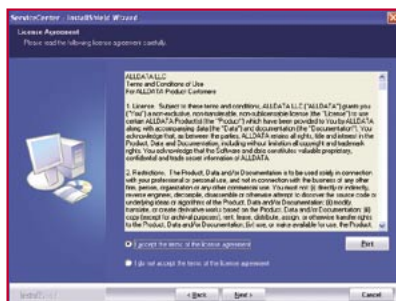 ServiceCenter - InstallShield Wizard
License Agreement
Please read the following license agreement carefully.
ALLDATA LLC
Terms and Conditions of Use
For ALLDATA Product Customers
1. License. Subject to these terms and conditions, ALLDATA LLC ("ALLDATA") grants you
("You") a non-exclusive, non-transferable, non-sublicensable license (the "License") to use
certain ALLDATA Product(s) (the "Product") which have been provided to You by ALLDATA
along with accompanying data (the "Data") and documentation (the "Documentation"). You
acknowledge that, as between the parties, ALLDATA retains all rights, title and interest in the
Product, Data and Documentation, including without limitation all copyright and trademark
rights. You acknowledge that the Software and data constitutes valuable proprietary,
confidential and trade secret information of ALLDATA.
2. Restrictions. The Product, Data and/or Documentation is to be used solely in connection
with your professional or personal use, and not in connection with the business of any other
firm, person, organization or any other commercial use. You must not: (i) directly or indirectly,
reverse engineer, decompile, disassemble or otherwise attempt to discover the source code or
underlying ideas or algorithms of the Product, Data and/or Documentation; (ii) modify,
translate, or create derivative works based on the Product, Data and/or Documentation; (iii)
copy (except for archival purposes), rent, lease, distribute, assign, or otherwise transfer rights
to the Product, Data and/or Documentation; (iv) use, or make available for use, the Product,
I accept the terms of the license agreement
Print
I do not accept the terms of the license agreement
InstallShield
< Back
Next >
Cancel